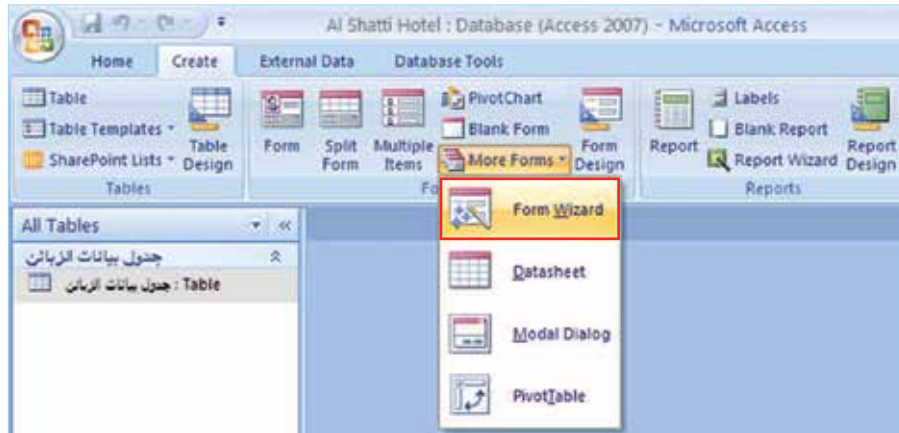 Al Shatti Hotel : Database (Access 2007) - Microsoft Access
Home Create External Data Database Tools
Table
Table Templates
SharePoint Lists
Table Design
Tables
Form
Split Form
Multiple Items
PivotChart
Blank Form
More Forms
Form Design
Fo
Report
Labels
Blank Report
Report Wizard
Report Design
Reports
Form Wizard
Datasheet
Modal Dialog
PivotTable
All Tables
جدول بيانات الزبائن
جدول بيانات الزبائن : Table